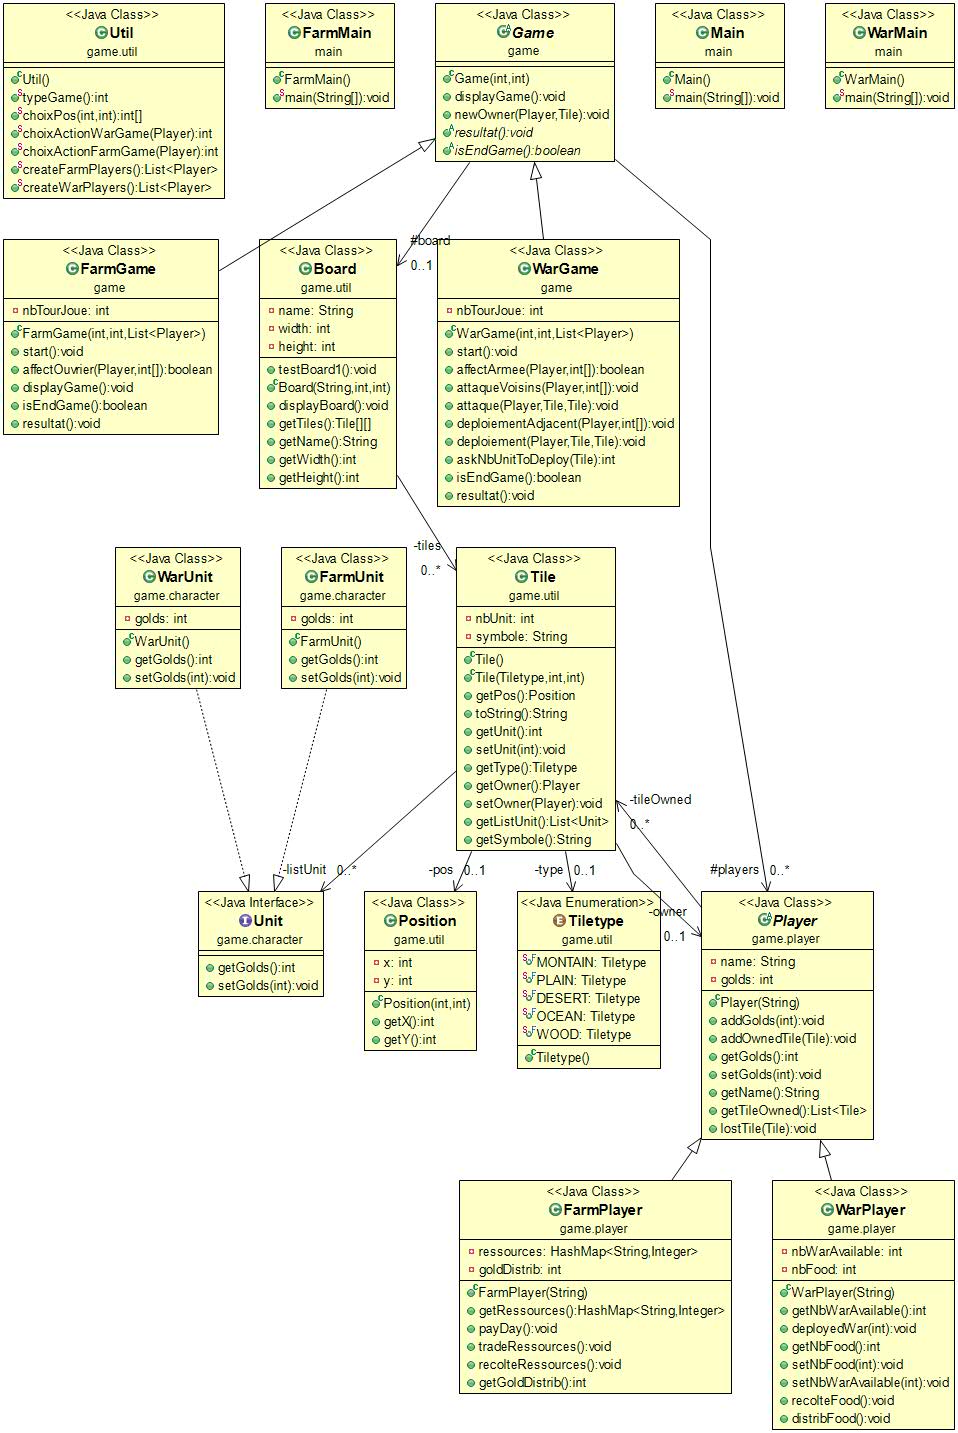 <<Java Class>>
Util
game.util
Util()
typeGame():int
choixPos(int,int):int[]
choixActionWarGame(Player):int
choixActionFarmGame(Player):int
createFarmPlayers():List<Player>
createWarPlayers():List<Player>
<<Java Class>>
FarmMain
main
FarmMain()
main(String[]):void
<<Java Class>>
Game
game
Game(int,int)
displayGame():void
newOwner(Player,Tile):void
resultat():void
isEndGame():boolean
<<Java Class>>
Main
main
Main()
main(String[]):void
<<Java Class>>
WarMain
main
WarMain()
main(String[]):void
<<Java Class>>
FarmGame
game
nbTourJoue: int
FarmGame(int,int,List<Player>)
start():void
affectOuvrier(Player,int[]):boolean
displayGame():void
isEndGame():boolean
resultat():void
<<Java Class>>
Board
game.util
name: String
width: int
height: int
testBoard1():void
Board(String,int,int)
displayBoard():void
getTiles():Tile[][]
getName():String
getWidth():int
getHeight():int
#board
0..1
<<Java Class>>
WarGame
game
nbTourJoue: int
WarGame(int,int,List<Player>)
start():void
affectArmee(Player,int[]):boolean
attaqueVoisins(Player,int[]):void
attaque(Player,Tile,Tile):void
deploiementAdjacent(Player,int[]):void
deploiement(Player,Tile,Tile):void
askNbUnitToDeploy(Tile):int
isEndGame():boolean
resultat():void
-tiles
0..*
<<Java Class>>
WarUnit
game.character
golds: int
WarUnit()
getGolds():int
setGolds(int):void
<<Java Class>>
FarmUnit
game.character
golds: int
FarmUnit()
getGolds():int
setGolds(int):void
<<Java Class>>
Tile
game.util
nbUnit: int
symbole: String
Tile()
Tile(Tiletype,int,int)
getPos():Position
toString():String
getUnit():int
setUnit(int):void
getType():Tiletype
getOwner():Player
setOwner(Player):void
getListUnit():List<Unit>
getSymbole():String
-tileOwned
0..*
-listUnit 0..*
-pos 0..1
-type 0..1
#players 0..*
-owner
0..1
<<Java Interface>>
Unit
game.character
getGolds():int
setGolds(int):void
<<Java Class>>
Position
game.util
x: int
y: int
Position(int,int)
getX():int
getY():int
<<Java Enumeration>>
Tiletype
game.util
MONTAIN: Tiletype
PLAIN: Tiletype
DESERT: Tiletype
OCEAN: Tiletype
WOOD: Tiletype
Tiletype()
<<Java Class>>
Player
game.player
name: String
golds: int
Player(String)
addGolds(int):void
addOwnedTile(Tile):void
getGolds():int
setGolds(int):void
getName():String
getTileOwned():List<Tile>
lostTile(Tile):void
<<Java Class>>
FarmPlayer
game.player
ressources: HashMap<String,Integer>
goldDistrib: int
FarmPlayer(String)
getRessources():HashMap<String,Integer>
payDay():void
tradeRessources():void
recolteRessources():void
getGoldDistrib():int
<<Java Class>>
WarPlayer
game.player
nbWarAvailable: int
nbFood: int
WarPlayer(String)
getNbWarAvailable():int
deployedWar(int):void
getNbFood():int
setNbFood(int):void
setNbWarAvailable(int):void
recolteFood():void
distribFood():void